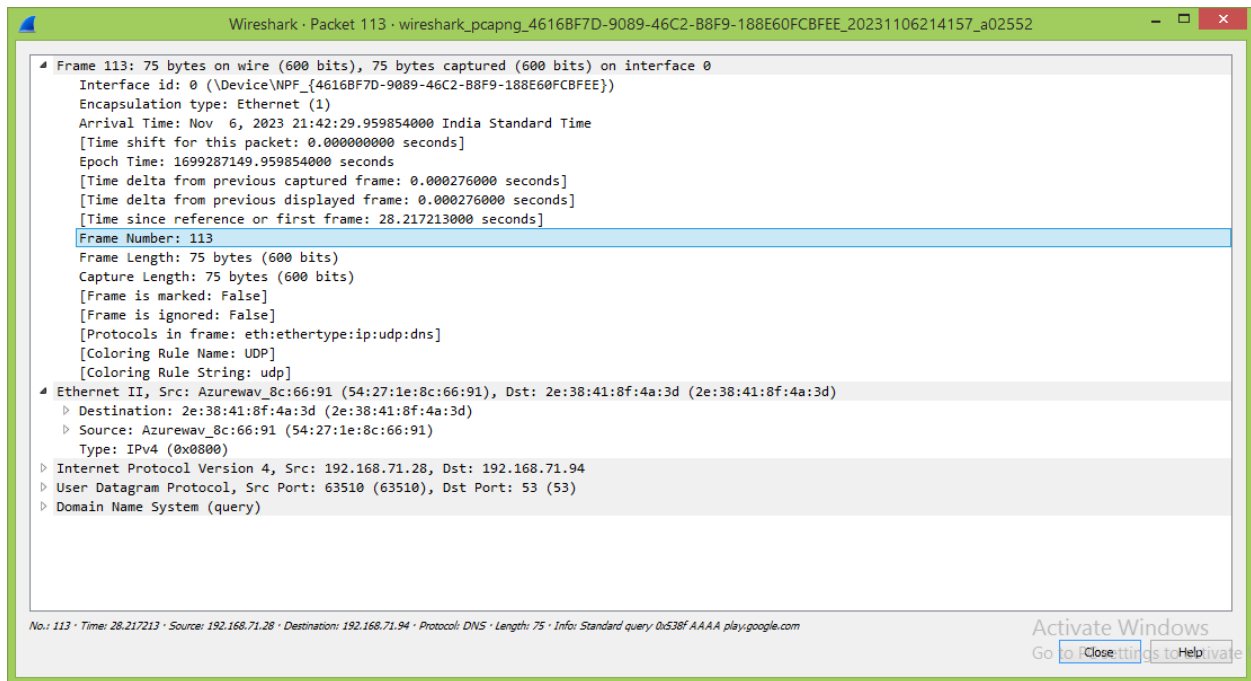 Wireshark · Packet 113 · wireshark_pcapng_4616BF7D-9089-46C2-B8F9-188E60FCBFEE_20231106214157_a02552
Frame 113: 75 bytes on wire (600 bits), 75 bytes captured (600 bits) on interface 0
Interface id: 0 (\Device\NPF_{4616BF7D-9089-46C2-B8F9-188E60FCBFEE})
Encapsulation type: Ethernet (1)
Arrival Time: Nov  6, 2023 21:42:29.959854000 India Standard Time
[Time shift for this packet: 0.000000000 seconds]
Epoch Time: 1699287149.959854000 seconds
[Time delta from previous captured frame: 0.000276000 seconds]
[Time delta from previous displayed frame: 0.000276000 seconds]
[Time since reference or first frame: 28.217213000 seconds]
Frame Number: 113
Frame Length: 75 bytes (600 bits)
Capture Length: 75 bytes (600 bits)
[Frame is marked: False]
[Frame is ignored: False]
[Protocols in frame: eth:ethertype:ip:udp:dns]
[Coloring Rule Name: UDP]
[Coloring Rule String: udp]
Ethernet II, Src: Azurewav_8c:66:91 (54:27:1e:8c:66:91), Dst: 2e:38:41:8f:4a:3d (2e:38:41:8f:4a:3d)
Destination: 2e:38:41:8f:4a:3d (2e:38:41:8f:4a:3d)
Source: Azurewav_8c:66:91 (54:27:1e:8c:66:91)
Type: IPv4 (0x0800)
Internet Protocol Version 4, Src: 192.168.71.28, Dst: 192.168.71.94
User Datagram Protocol, Src Port: 63510 (63510), Dst Port: 53 (53)
Domain Name System (query)
No.: 113 · Time: 28.217213 · Source: 192.168.71.28 · Destination: 192.168.71.94 · Protocol: DNS · Length: 75 · Info: Standard query 0x538f AAAA play.google.com
Activate Windows
Go to
Close
Help